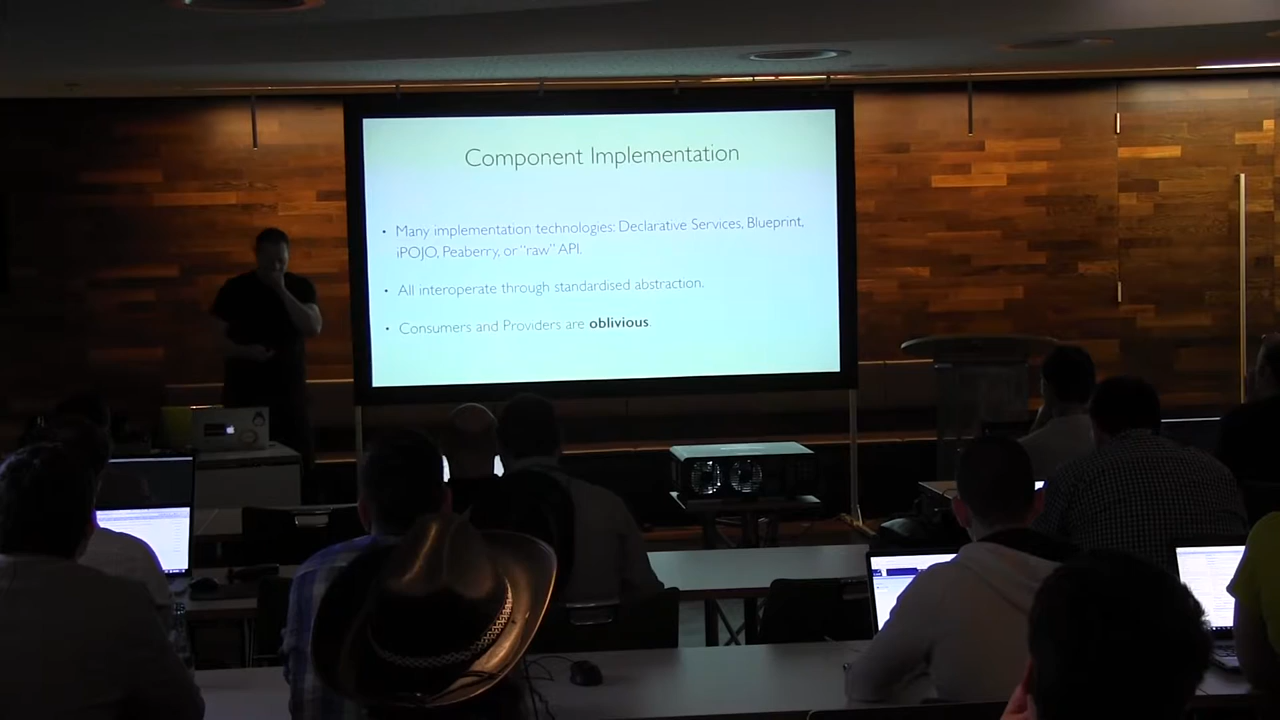 Component Implementation
• Many implementation technologies: Declarative Services, Blueprint,
iPOJO, Peaberry, or “raw” API.
• All interoperate through standardised abstraction.
• Consumers and Providers are oblivious.